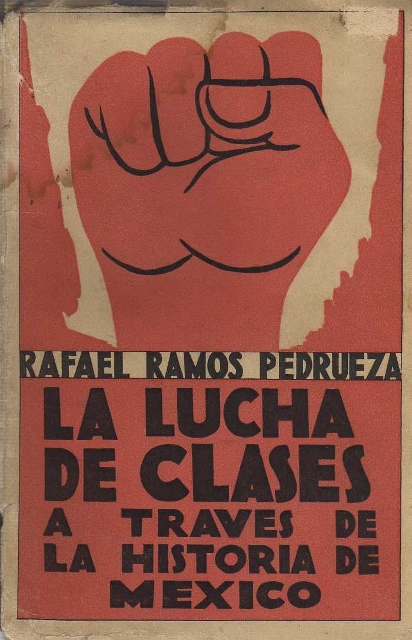 RAFAEL RAMOS PEDRUEZA
LA LUCHA
DE CLASES
A TRAVES DE
LA HISTORIA DE
MEXICO